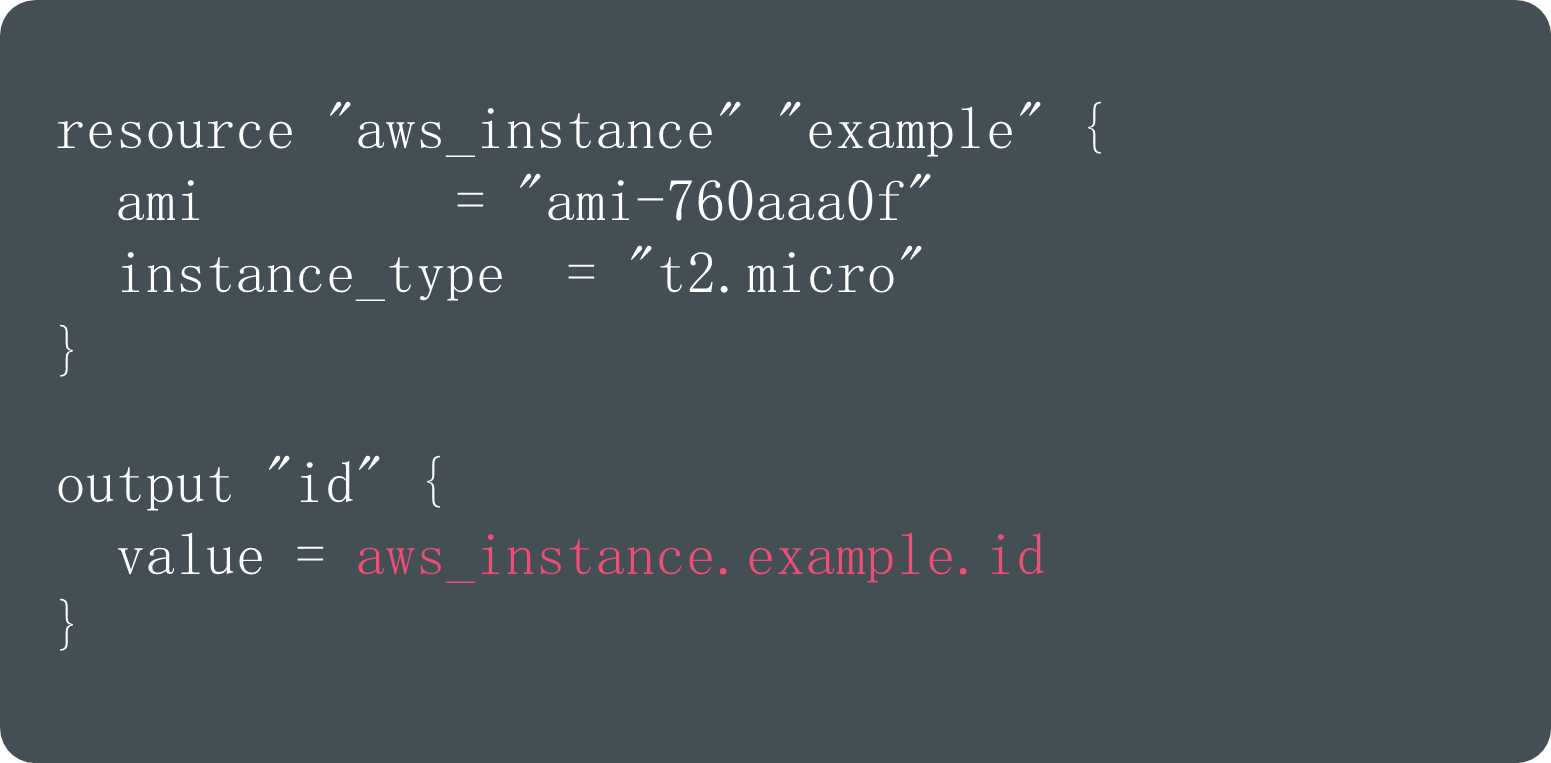 resource "aws_instance" "example" {
  ami        = "ami-760aaa0f"
  instance_type  = "t2.micro"
}

output "id" {
  value = aws_instance.example.id
}